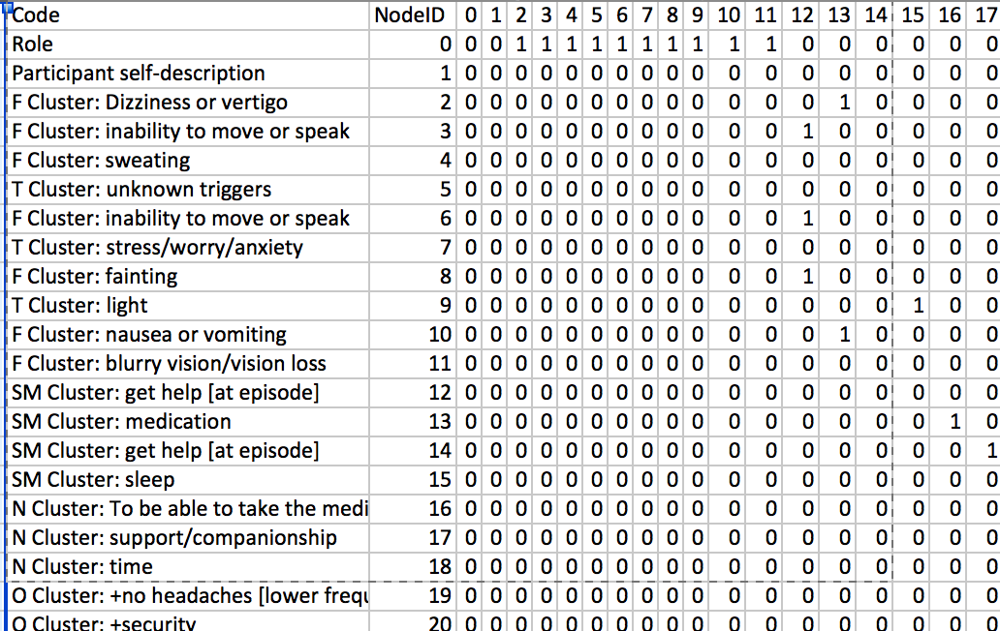 Code NodeID 0 1 2 3 4 5 6 7 8 9 10 11 12 13 14 15 16 17
Role 0 0 0 1 1 1 1 1 1 1 1 1 1 0 0 0 0 0 0
Participant self-description 1 0 0 0 0 0 0 0 0 0 0 0 0 0 0 0 0 0 0
F Cluster: Dizziness or vertigo 2 0 0 0 0 0 0 0 0 0 0 0 0 0 1 0 0 0 0
F Cluster: inability to move or speak 3 0 0 0 0 0 0 0 0 0 0 0 0 1 0 0 0 0 0
F Cluster: sweating 4 0 0 0 0 0 0 0 0 0 0 0 0 0 0 0 0 0 0
T Cluster: unknown triggers 5 0 0 0 0 0 0 0 0 0 0 0 0 0 0 0 0 0 0
F Cluster: inability to move or speak 6 0 0 0 0 0 0 0 0 0 0 0 0 1 0 0 0 0 0
T Cluster: stress/worry/anxiety 7 0 0 0 0 0 0 0 0 0 0 0 0 0 0 0 0 0 0
F Cluster: fainting 8 0 0 0 0 0 0 0 0 0 0 0 0 1 0 0 0 0 0
T Cluster: light 9 0 0 0 0 0 0 0 0 0 0 0 0 0 0 0 1 0 0
F Cluster: nausea or vomiting 10 0 0 0 0 0 0 0 0 0 0 0 0 0 1 0 0 0 0
F Cluster: blurry vision/vision loss 11 0 0 0 0 0 0 0 0 0 0 0 0 0 0 0 0 0 0
SM Cluster: get help [at episode] 12 0 0 0 0 0 0 0 0 0 0 0 0 0 0 0 0 0 0
SM Cluster: medication 13 0 0 0 0 0 0 0 0 0 0 0 0 0 0 0 0 1 0
SM Cluster: get help [at episode] 14 0 0 0 0 0 0 0 0 0 0 0 0 0 0 0 0 0 1
SM Cluster: sleep 15 0 0 0 0 0 0 0 0 0 0 0 0 0 0 0 0 0 0
N Cluster: To be able to take the medi 16 0 0 0 0 0 0 0 0 0 0 0 0 0 0 0 0 0 0
N Cluster: support/companionship 17 0 0 0 0 0 0 0 0 0 0 0 0 0 0 0 0 0 0
N Cluster: time 18 0 0 0 0 0 0 0 0 0 0 0 0 0 0 0 0 0 0
O Cluster: +no headaches [lower frequ 19 0 0 0 0 0 0 0 0 0 0 0 0 0 0 0 0 0 0
O Cluster: +security 20 0 0 0 0 0 0 0 0 0 0 0 0 0 0 0 0 0 0